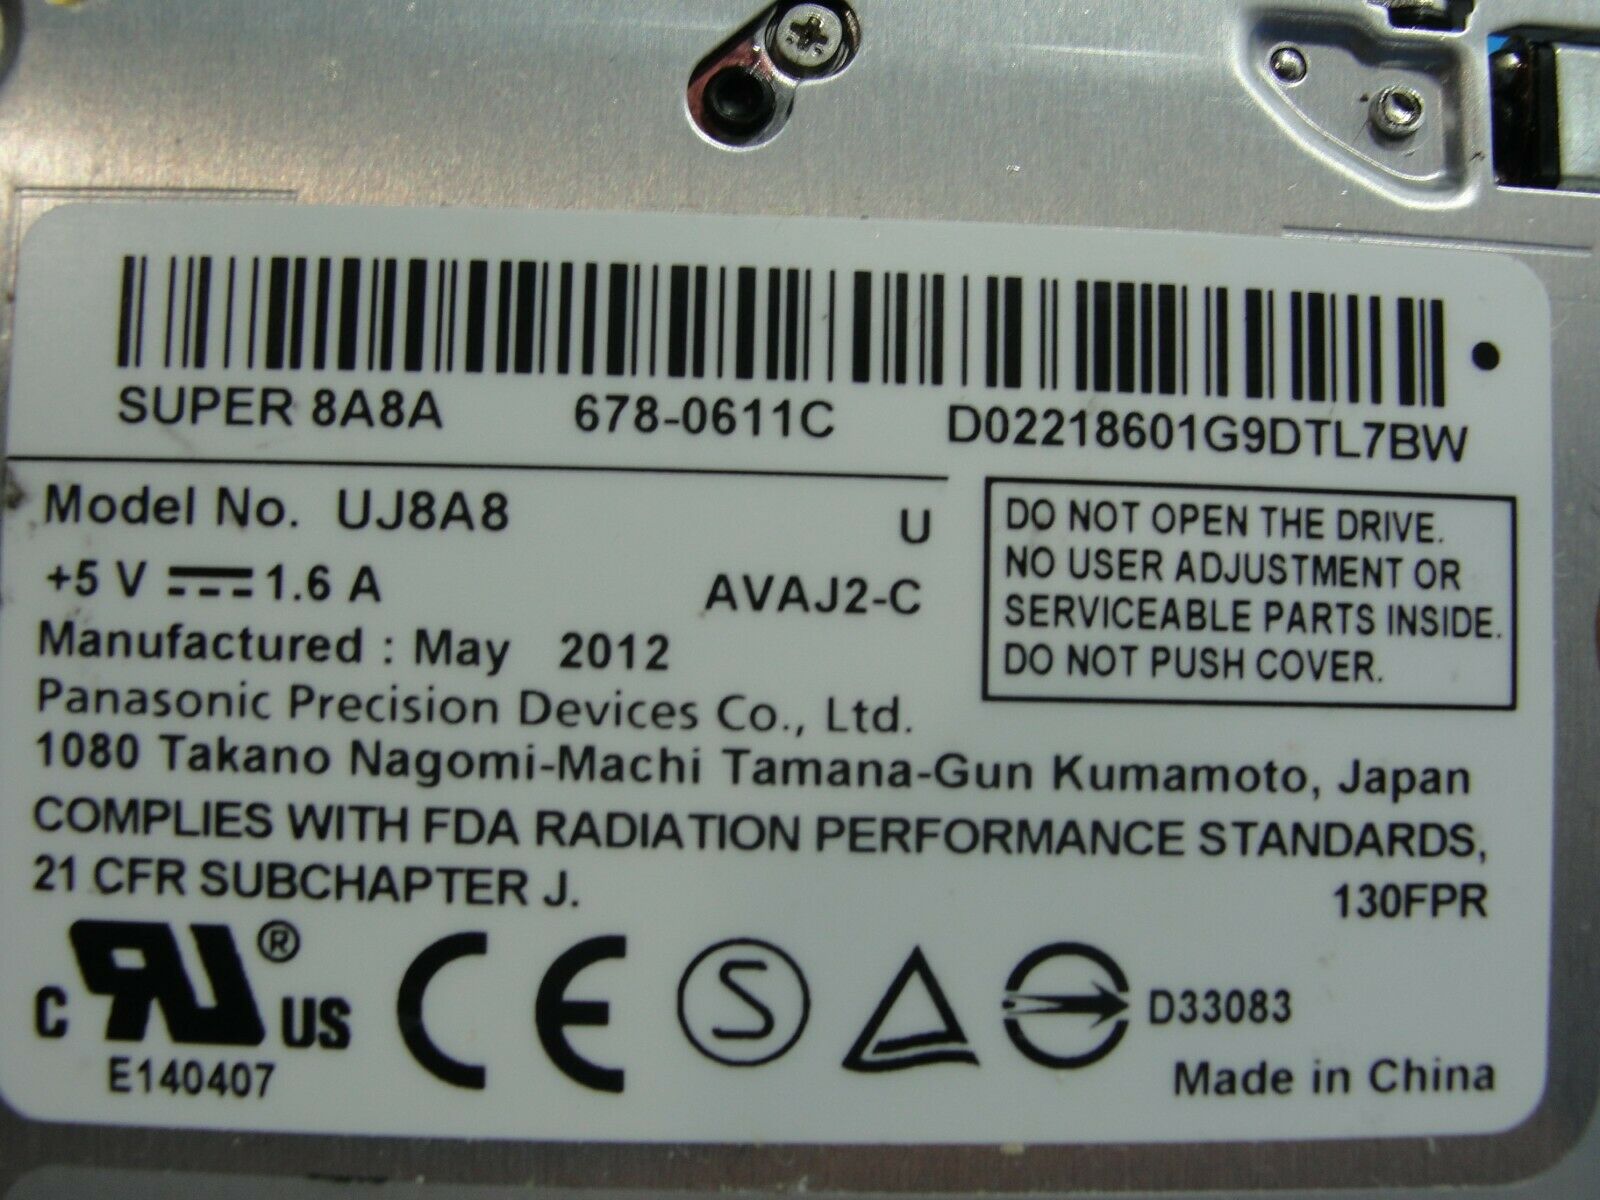 SUPER 8A8A 678-0611C D02218601G9DTL7BW
Model No. UJ8A8 U
+5 V 1.6 A AVAJ2-C
Manufactured : May 2012
DO NOT OPEN THE DRIVE.
NO USER ADJUSTMENT OR
SERVICEABLE PARTS INSIDE.
DO NOT PUSH COVER.
Panasonic Precision Devices Co., Ltd.
1080 Takano Nagomi-Machi Tamana-Gun Kumamoto, Japan
COMPLIES WITH FDA RADIATION PERFORMANCE STANDARDS,
21 CFR SUBCHAPTER J. 130FPR
C RU ® US CE S D33083
E140407 Made in China